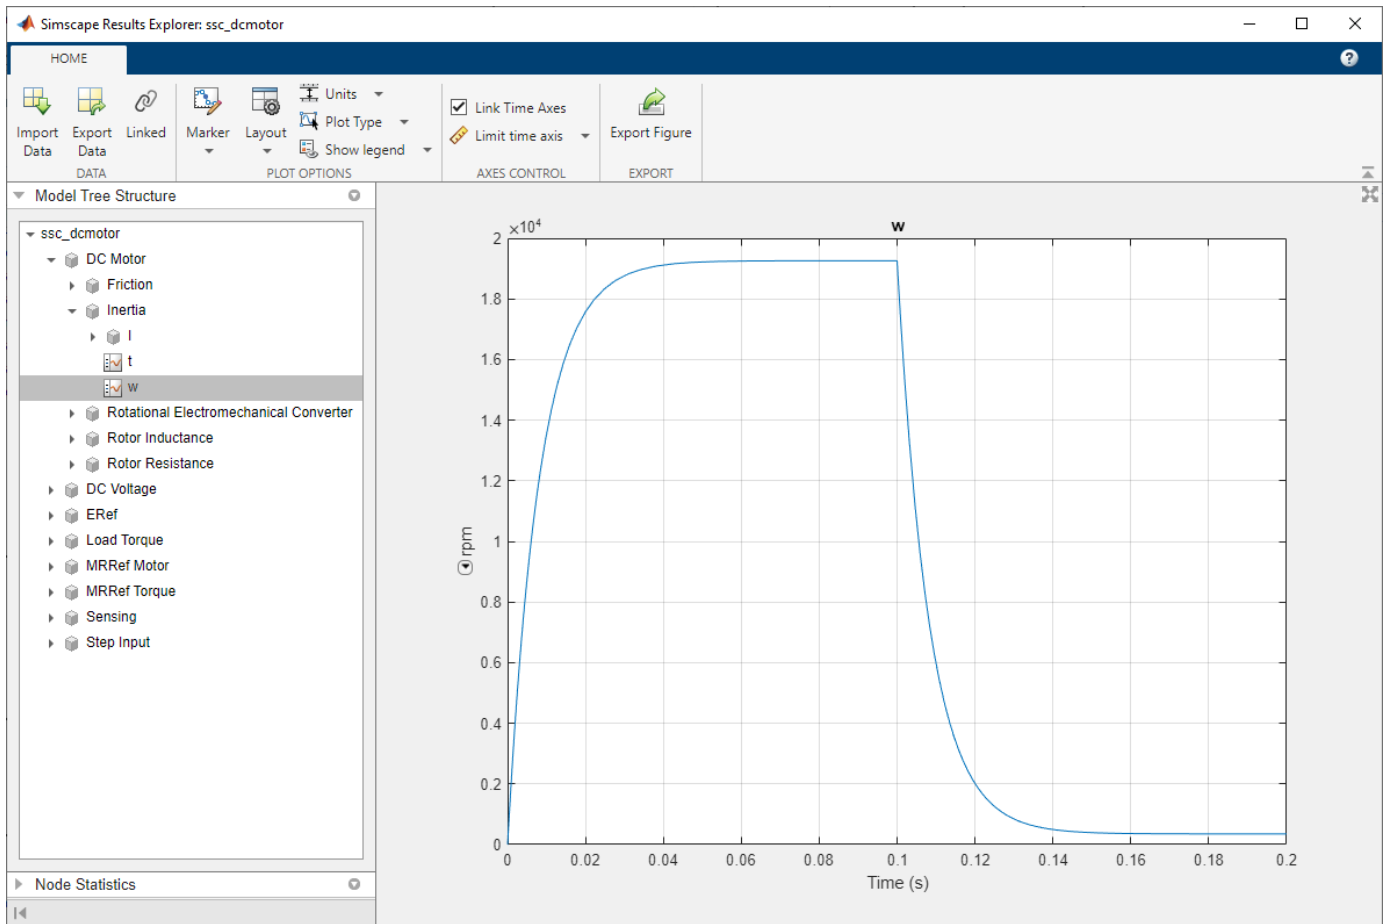 Simscape Results Explorer: ssc_dcmotor
HOME
?
Import Data
Export Data
Linked
Marker
Layout
Units
Plot Type
Show legend
Link Time Axes
Limit time axis
Export Figure
DATA
PLOT OPTIONS
AXES CONTROL
EXPORT
Model Tree Structure
ssc_dcmotor
DC Motor
Friction
Inertia
I
t
w
Rotational Electromechanical Converter
Rotor Inductance
Rotor Resistance
DC Voltage
ERef
Load Torque
MRRef Motor
MRRef Torque
Sensing
Step Input
Node Statistics
w
×10⁴
2
1.8
1.6
1.4
1.2
1
0.8
0.6
0.4
0.2
0
rpm
0 0.02 0.04 0.06 0.08 0.1 0.12 0.14 0.16 0.18 0.2
Time (s)